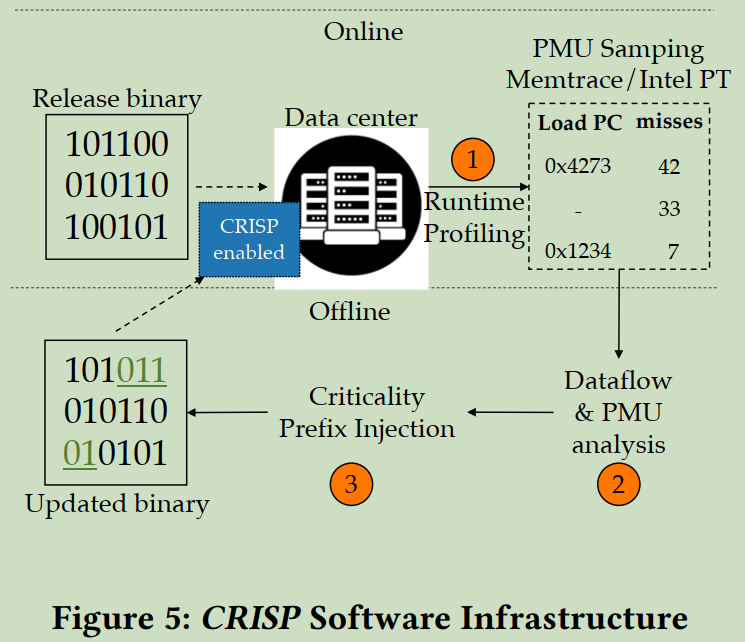 Online
PMU Samping
Memtrace/Intel PT
Release binary
101100
010110
100101
Data center
CRISP
enabled
1
Runtime
Profiling
Load PC misses
0x4273 42
- 33
0x1234 7
Offline
101011
010110
010101
Updated binary
Criticality
Prefix Injection
3
Dataflow
& PMU
analysis
2
Figure 5: CRISP Software Infrastructure